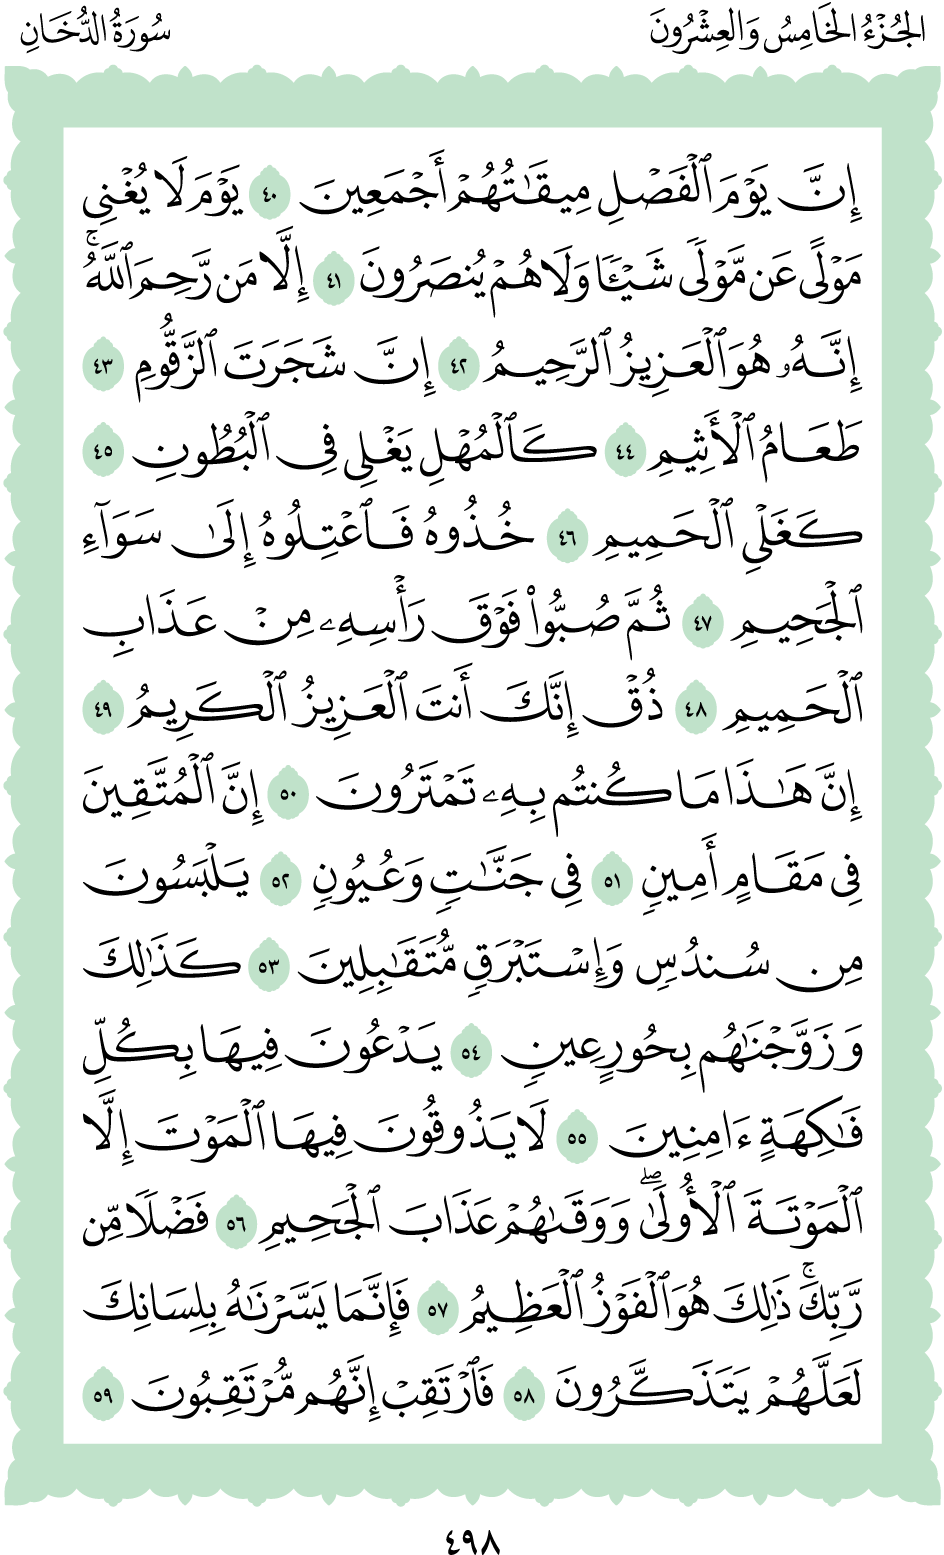 الجُزْءُ الخَامِسُ وَالعِشْرُونَ
سُورَةُ الدُّخَانِ
إِنَّ يَوْمَ ٱلْفَصْلِ مِيقَٰتُهُمْ أَجْمَعِينَ ٤٠ يَوْمَ لَا يُغْنِى
مَوْلًى عَن مَّوْلًى شَيْـًٔا وَلَا هُمْ يُنصَرُونَ ٤١ إِلَّا مَن رَّحِمَ ٱللَّهُ ۚ
إِنَّهُۥ هُوَ ٱلْعَزِيزُ ٱلرَّحِيمُ ٤٢ إِنَّ شَجَرَتَ ٱلزَّقُّومِ ٤٣
طَعَامُ ٱلْأَثِيمِ ٤٤ كَٱلْمُهْلِ يَغْلِى فِى ٱلْبُطُونِ ٤٥
كَغَلْىِ ٱلْحَمِيمِ ٤٦ خُذُوهُ فَٱعْتِلُوهُ إِلَىٰ سَوَآءِ
ٱلْجَحِيمِ ٤٧ ثُمَّ صُبُّوا۟ فَوْقَ رَأْسِهِۦ مِنْ عَذَابِ
ٱلْحَمِيمِ ٤٨ ذُقْ إِنَّكَ أَنتَ ٱلْعَزِيزُ ٱلْكَرِيمُ ٤٩
إِنَّ هَٰذَا مَا كُنتُم بِهِۦ تَمْتَرُونَ ٥٠ إِنَّ ٱلْمُتَّقِينَ
فِى مَقَامٍ أَمِينٍ ٥١ فِى جَنَّٰتٍ وَعُيُونٍ ٥٢ يَلْبَسُونَ
مِن سُندُسٍ وَإِسْتَبْرَقٍ مُّتَقَٰبِلِينَ ٥٣ كَذَٰلِكَ
وَزَوَّجْنَٰهُم بِحُورٍ عِينٍ ٥٤ يَدْعُونَ فِيهَا بِكُلِّ
فَٰكِهَةٍ ءَامِنِينَ ٥٥ لَا يَذُوقُونَ فِيهَا ٱلْمَوْتَ إِلَّا
ٱلْمَوْتَةَ ٱلْأُولَىٰ ۖ وَوَقَىٰهُمْ عَذَابَ ٱلْجَحِيمِ ٥٦ فَضْلًا مِّن
رَّبِّكَ ۚ ذَٰلِكَ هُوَ ٱلْفَوْزُ ٱلْعَظِيمُ ٥٧ فَإِنَّمَا يَسَّرْنَٰهُ بِلِسَانِكَ
لَعَلَّهُمْ يَتَذَكَّرُونَ ٥٨ فَٱرْتَقِبْ إِنَّهُم مُّرْتَقِبُونَ ٥٩
٤٩٨